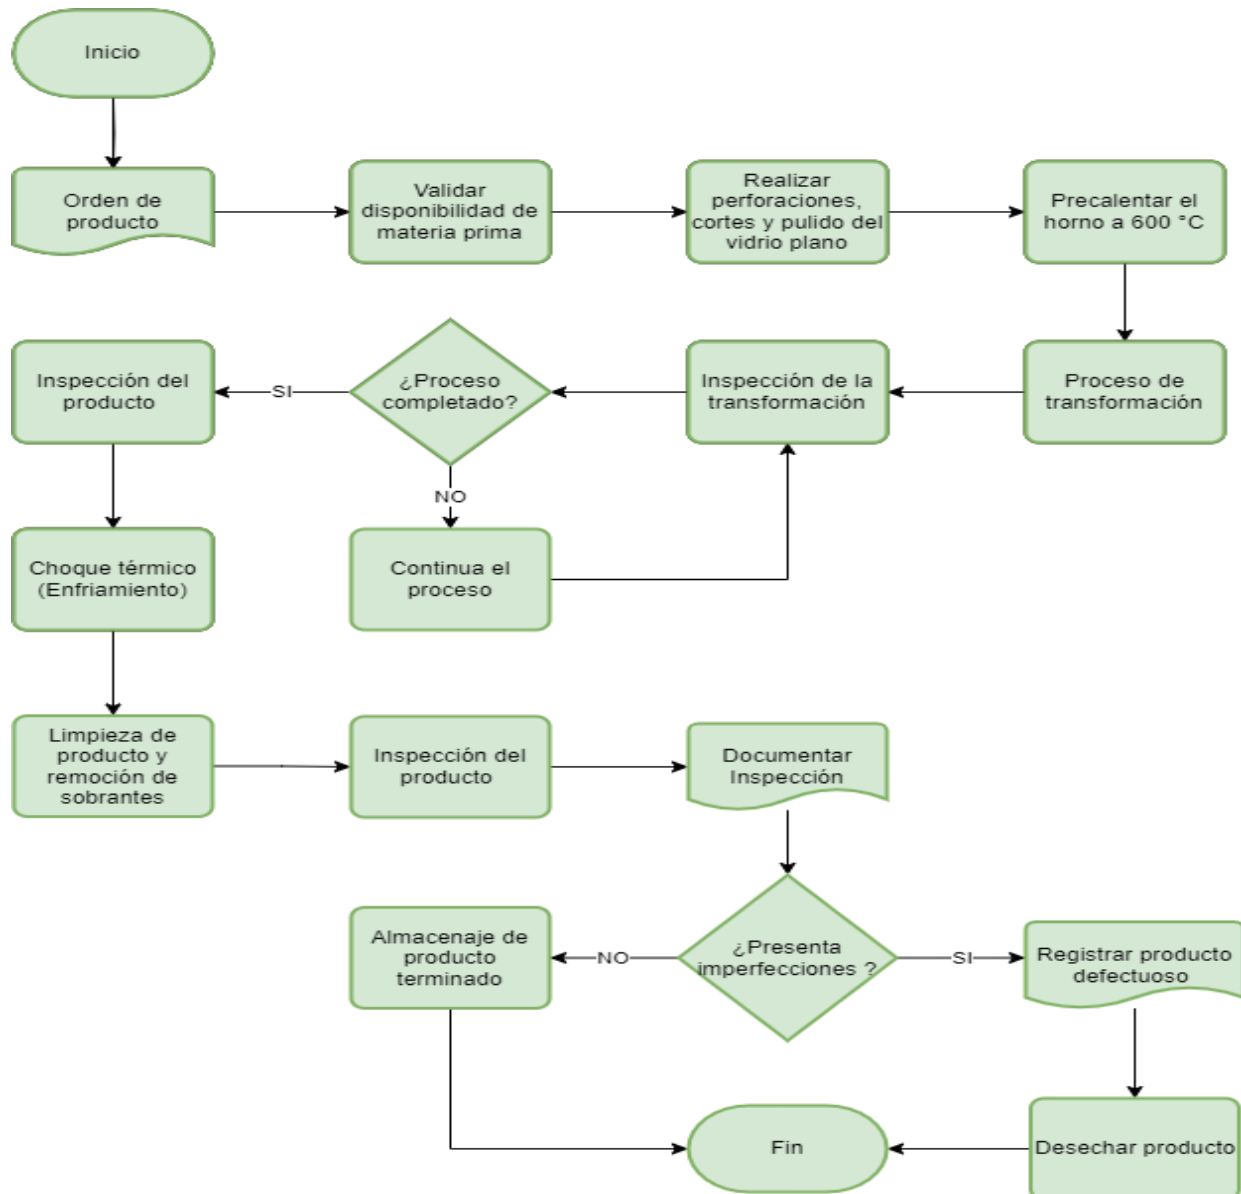 Inicio
Orden de
producto
Validar
disponibilidad de
materia prima
Realizar
perforaciones,
cortes y pulido del
vidrio plano
Precalentar el
horno a 600 °C
Proceso de
transformación
Inspección de la
transformación
¿Proceso
completado?
SI
Inspección del
producto
NO
Continua el
proceso
Choque térmico
(Enfriamiento)
Limpieza de
producto y
remoción de
sobrantes
Inspección del
producto
Documentar
Inspección
¿Presenta
imperfecciones ?
NO
Almacenaje de
producto
terminado
SI
Registrar producto
defectuoso
Desechar producto
Fin